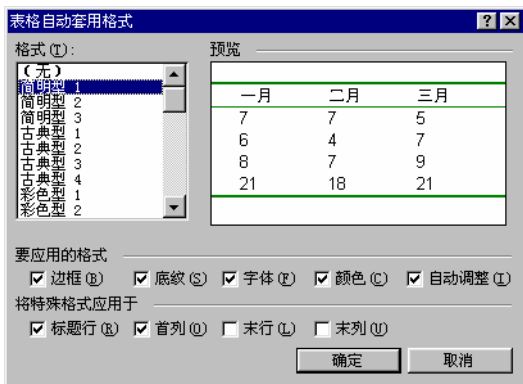 表格自动套用格式
格式(T):
预览
(无)
简明型 1
简明型 2
简明型 3
古典型 1
古典型 2
古典型 3
古典型 4
彩色型 1
彩色型 2
一月 二月 三月
7 7 5
6 4 7
8 7 9
21 18 21
要应用的格式
边框(B) 底纹(S) 字体(F) 颜色(C) 自动调整(I)
将特殊格式应用于
标题行(R) 首列(O) 末行(L) 末列(U)
确定 取消